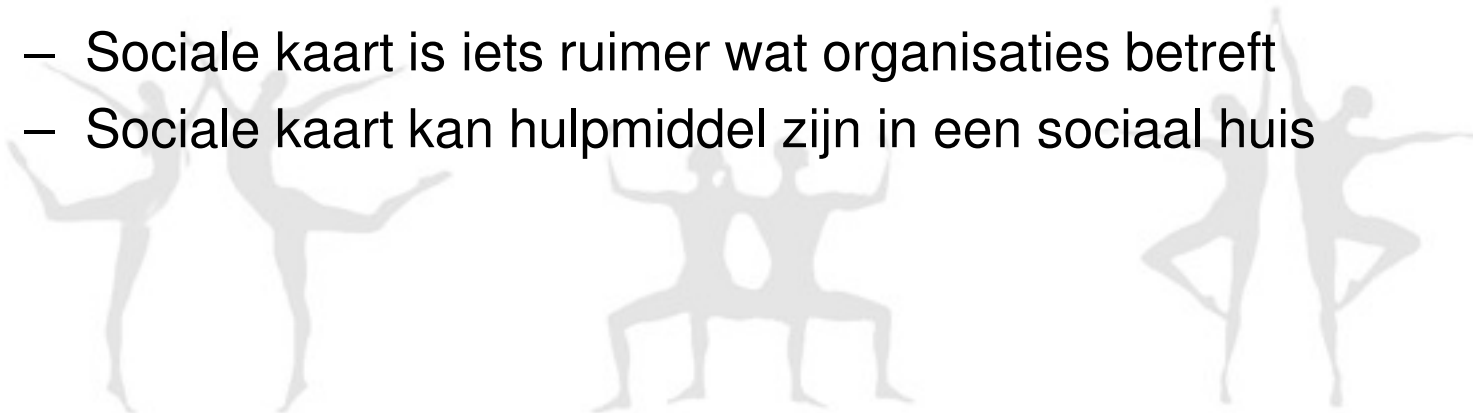 – Sociale kaart is iets ruimer wat organisaties betreft
– Sociale kaart kan hulpmiddel zijn in een sociaal huis